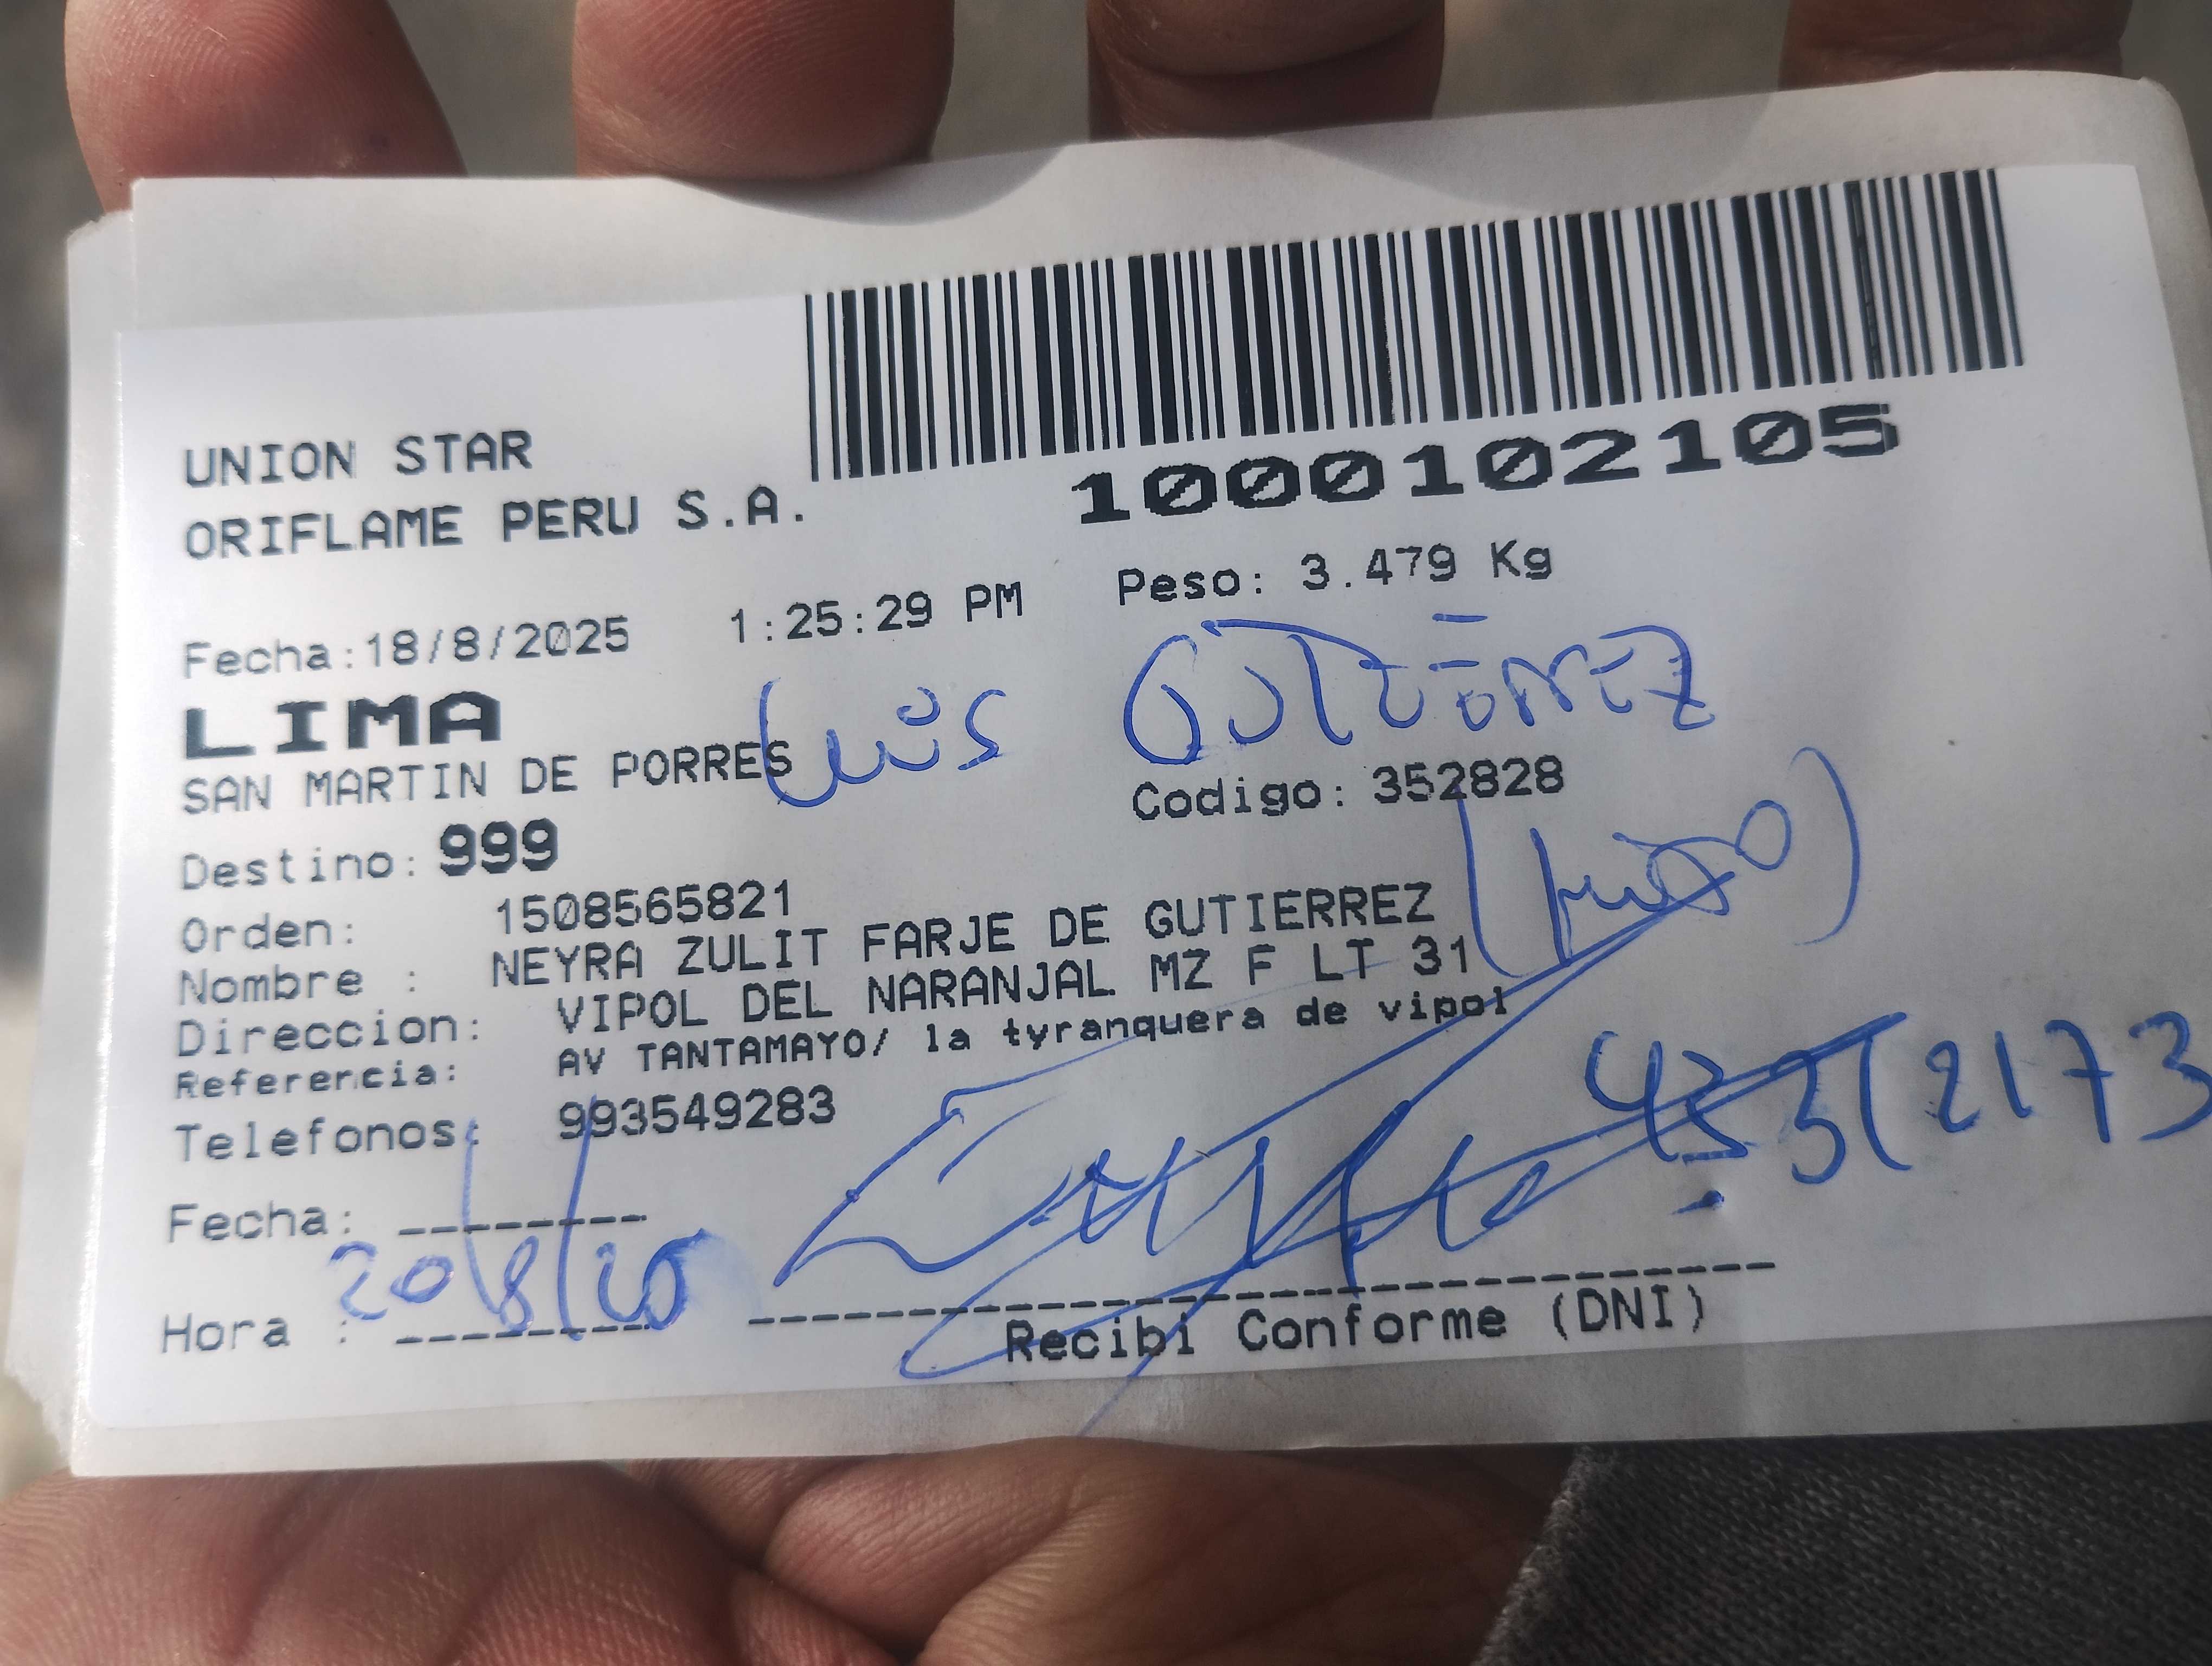 1000102105
UNION STAR
ORIFLAME PERU S.A.
Fecha:18/8/2025 1:25:29 PM Peso: 3.479 Kg
LIMA
Luis Gutierrez
SAN MARTIN DE PORRES
Codigo: 352828
Destino: 999
Orden: 1508565821
Nombre : NEYRA ZULIT FARJE DE GUTIERREZ
Direccion: VIPOL DEL NARANJAL MZ F LT 31
Referencia: AV TANTAMAYO/ la tyranquera de vipol
Telefonos: 993549283
Fecha:
20/8/25
Hora :
Recibi Conforme (DNI)